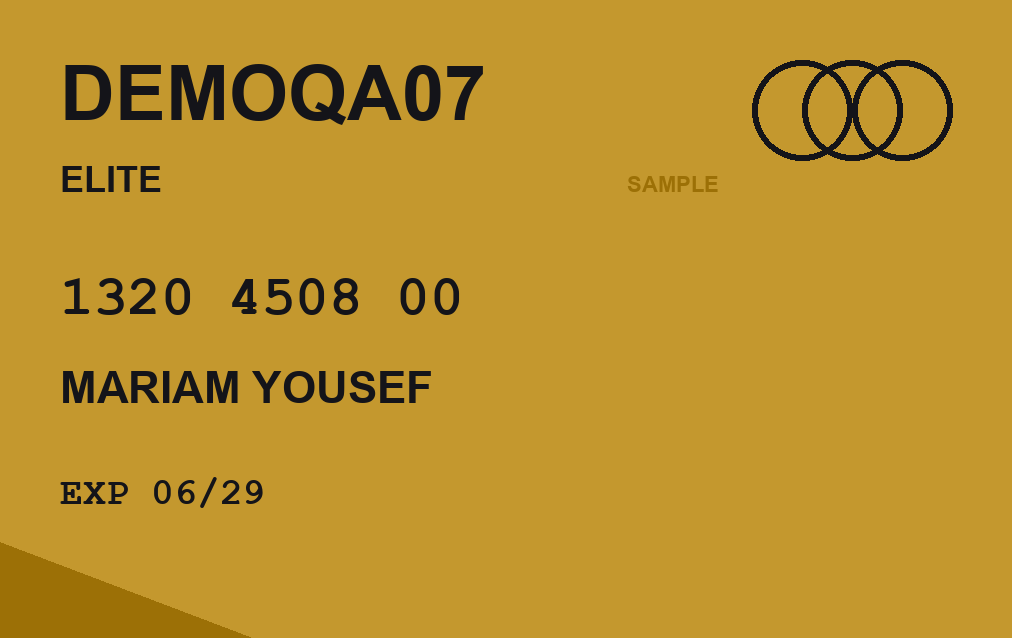 DEMOQA07
ELITE
SAMPLE
1320 4508 00
MARIAM YOUSEF
EXP 06/29